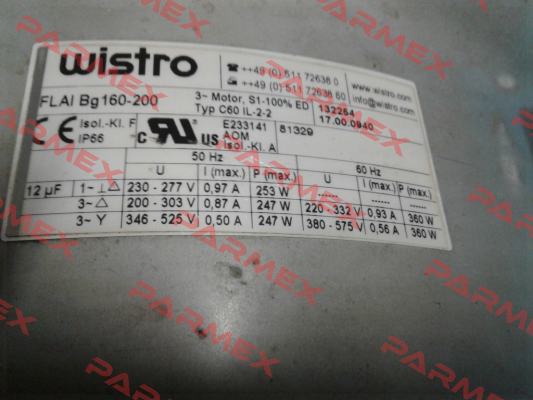 wistro
☎ ++49 (0) 511 72638 0
++49 (0) 511 72638 60
www.wistro.com
info@wistro.com
FLAI Bg160-200
3~ Motor, S1-100% ED
Typ C60 IL-2-2
132254
17.00.0940
CE Isol.-Kl. F
IP66
c UR us
E233141
AOM
Isol.-Kl. A
81329
50 Hz 60 Hz
U I (max.) P (max.) U I (max.) P (max.)
12 µF 1~ ⊥ △ 230 - 277 V 0,97 A 253 W ------ ------ ------
3~ △ 200 - 303 V 0,87 A 247 W 220 - 332 V 0,93 A 360 W
3~ Y 346 - 525 V 0,50 A 247 W 380 - 575 V 0,56 A 360 W
PARMEX
PARMEX
PARMEX
PARMEX
PARMEX
PARMEX
PARMEX